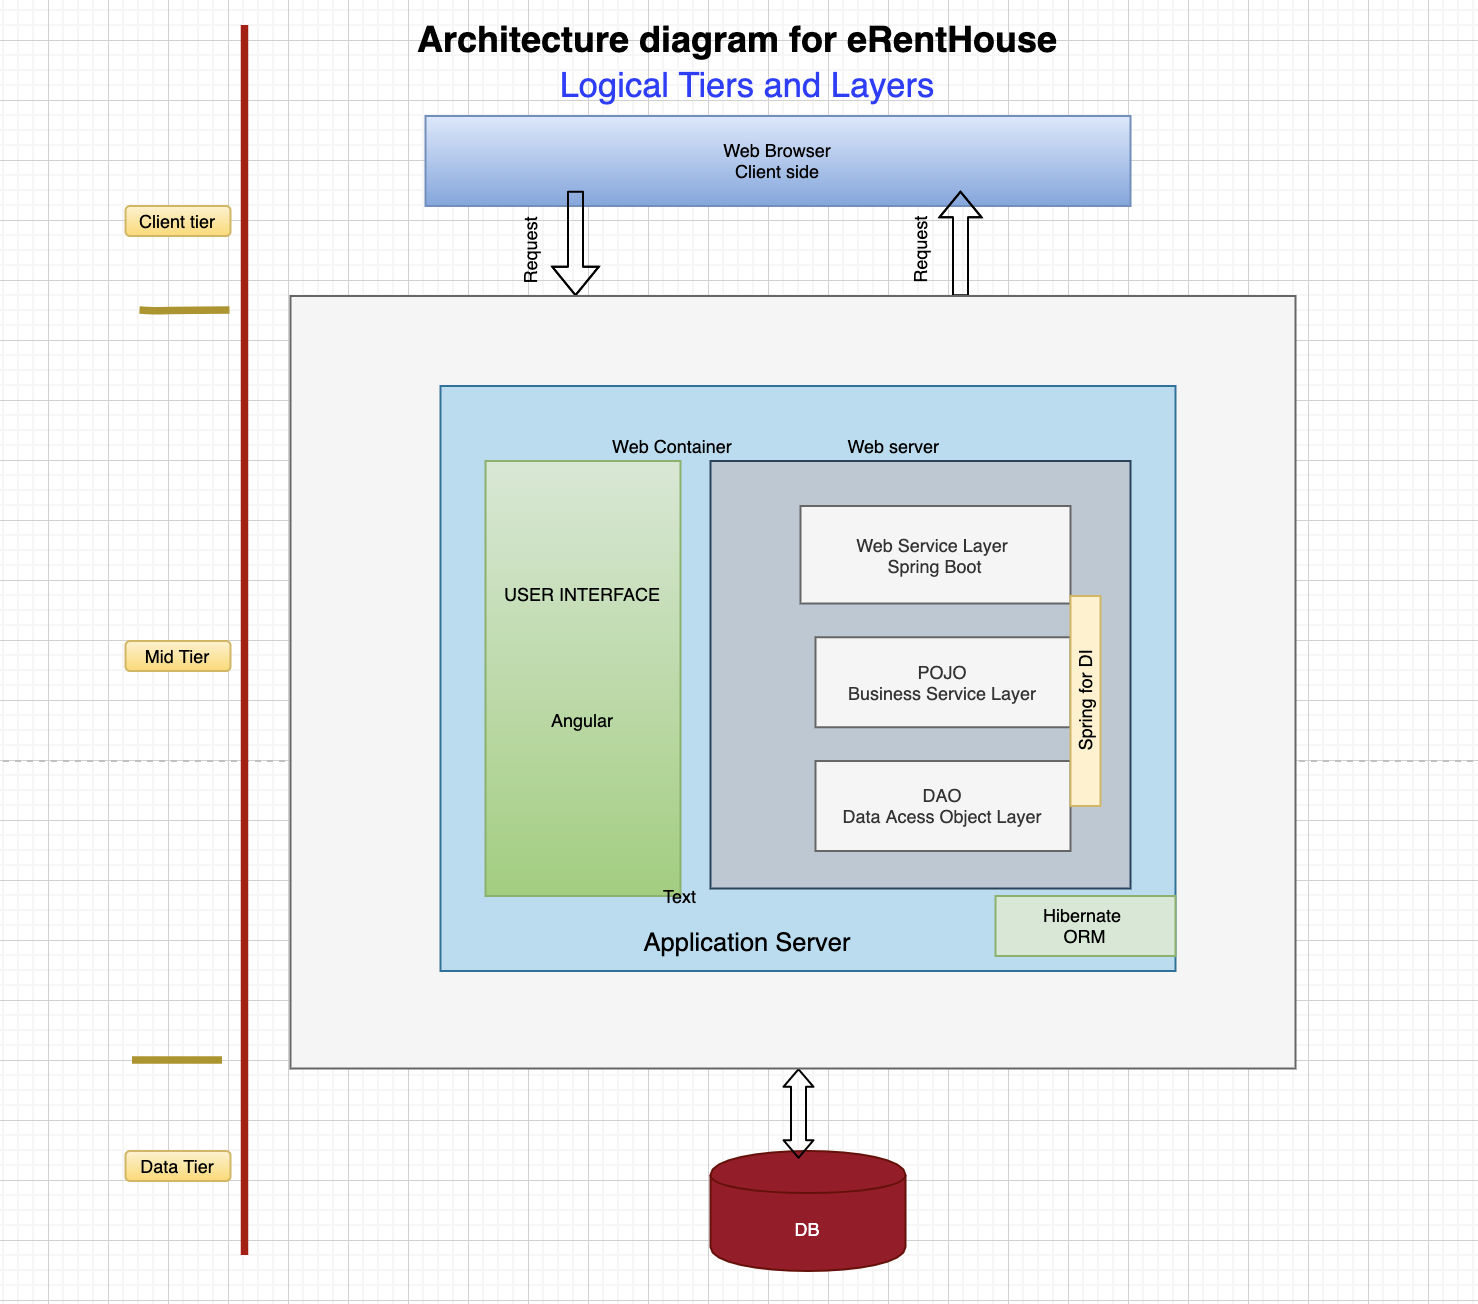 Architecture diagram for eRentHouse
Logical Tiers and Layers
Web Browser
Client side
Client tier
Request
Request
Web Container
Web server
Web Service Layer
Spring Boot
USER INTERFACE
Mid Tier
POJO
Business Service Layer
Spring for DI
Angular
DAO
Data Acess Object Layer
Text
Hibernate
ORM
Application Server
Data Tier
DB